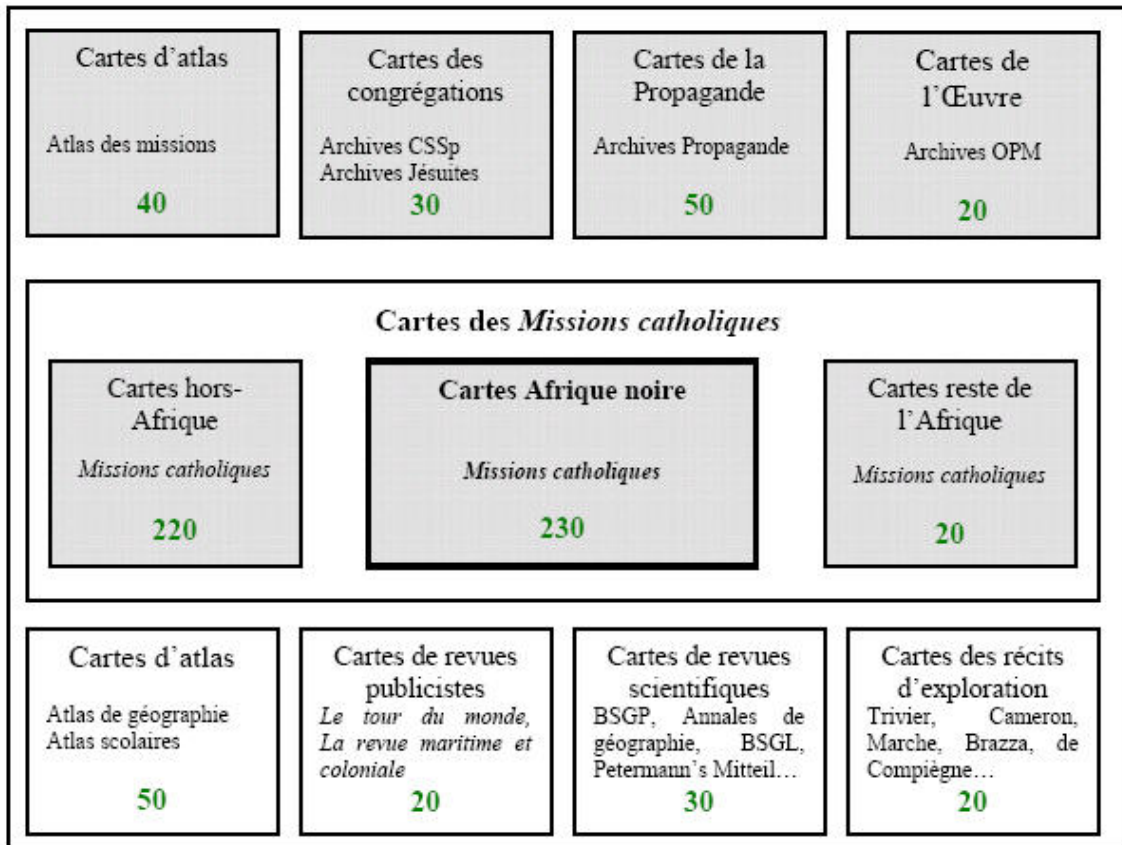 Cartes d’atlas
Atlas des missions
40
Cartes des
congrégations
Archives CSSp
Archives Jésuites
30
Cartes de la
Propagande
Archives Propagande
50
Cartes de
l’Œuvre
Archives OPM
20
Cartes des Missions catholiques
Cartes hors-
Afrique
Missions catholiques
220
Cartes Afrique noire
Missions catholiques
230
Cartes reste de
l’Afrique
Missions catholiques
20
Cartes d’atlas
Atlas de géographie
Atlas scolaires
50
Cartes de revues
publicistes
Le tour du monde,
La revue maritime et
coloniale
20
Cartes de revues
scientifiques
BSGP, Annales de
géographie, BSGL,
Petermann’s Mitteil…
30
Cartes des récits
d’exploration
Trivier, Cameron,
Marche, Brazza, de
Compiègne…
20